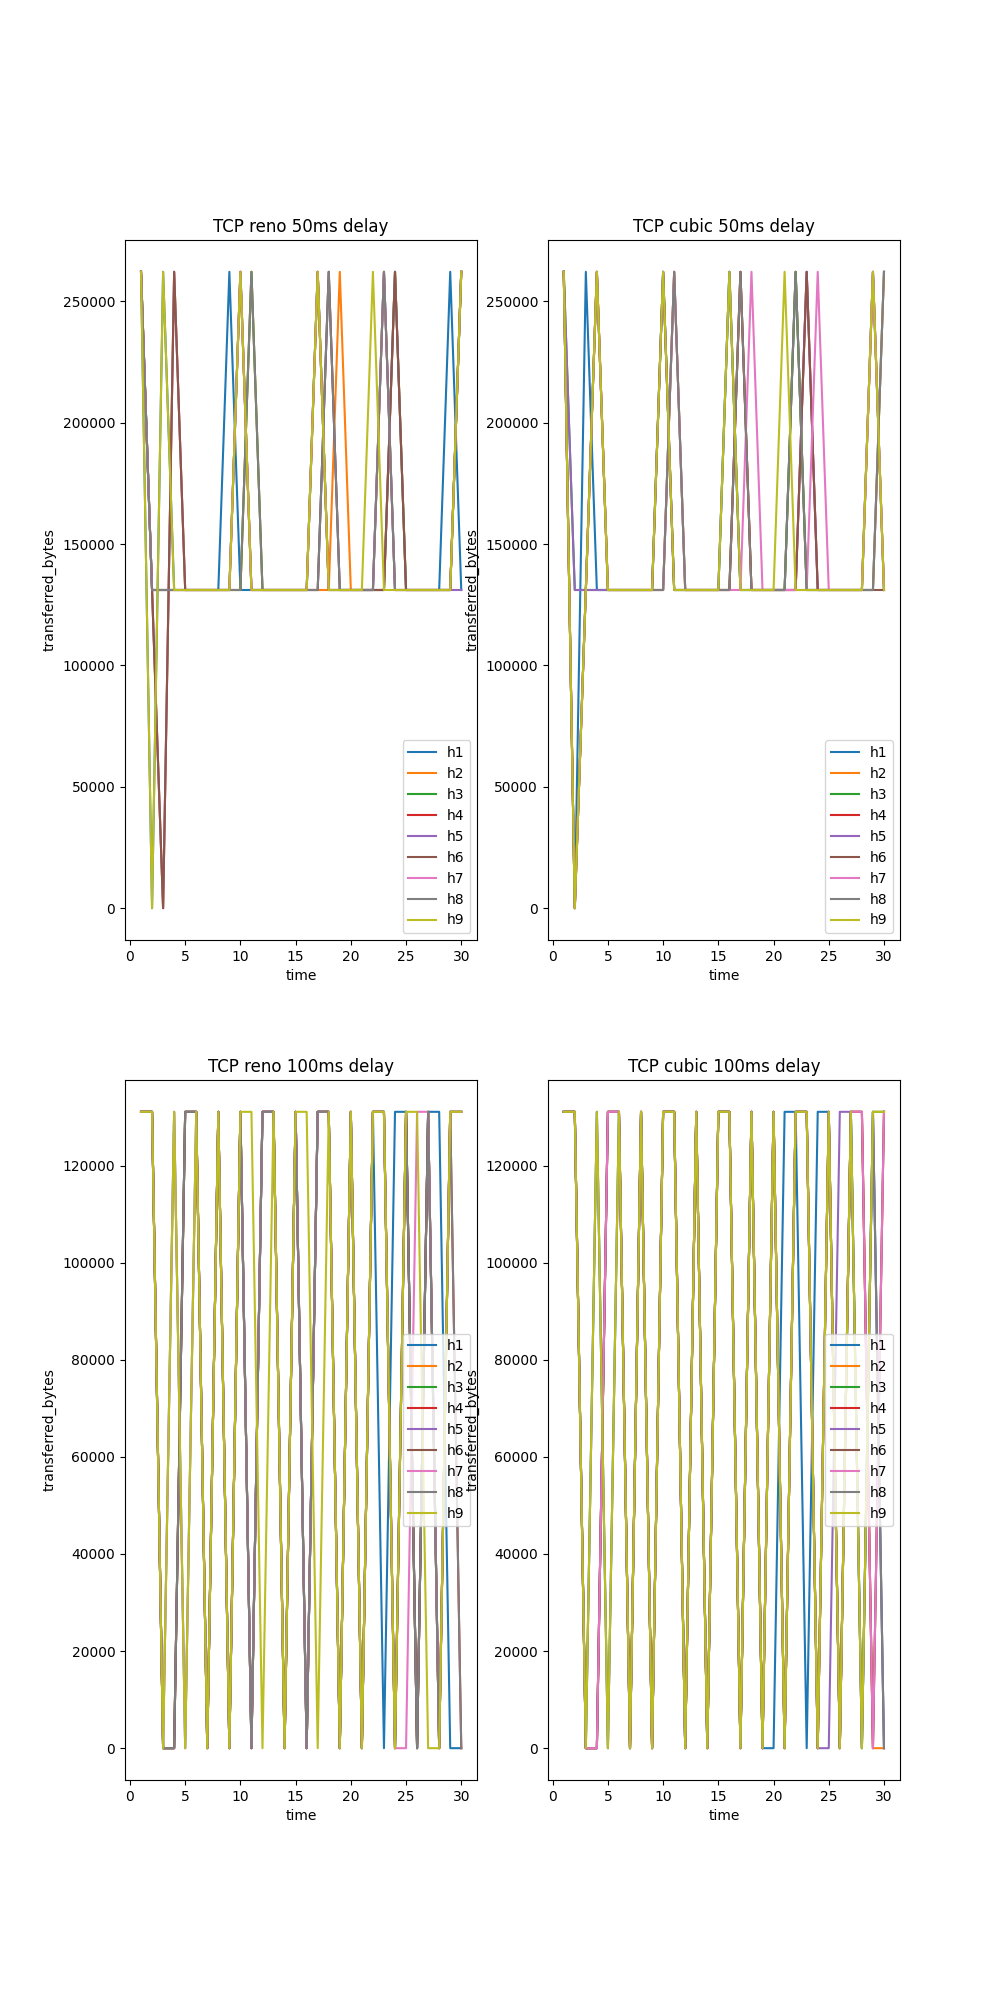 TCP reno 50ms delay
transferred_bytes
250000
200000
150000
100000
50000
0
0 5 10 15 20 25 30
time
h1
h2
h3
h4
h5
h6
h7
h8
h9
TCP cubic 50ms delay
transferred_bytes
250000
200000
150000
100000
50000
0
0 5 10 15 20 25 30
time
h1
h2
h3
h4
h5
h6
h7
h8
h9
TCP reno 100ms delay
transferred_bytes
120000
100000
80000
60000
40000
20000
0
0 5 10 15 20 25 30
time
h1
h2
h3
h4
h5
h6
h7
h8
h9
TCP cubic 100ms delay
transferred_bytes
120000
100000
80000
60000
40000
20000
0
0 5 10 15 20 25 30
time
h1
h2
h3
h4
h5
h6
h7
h8
h9